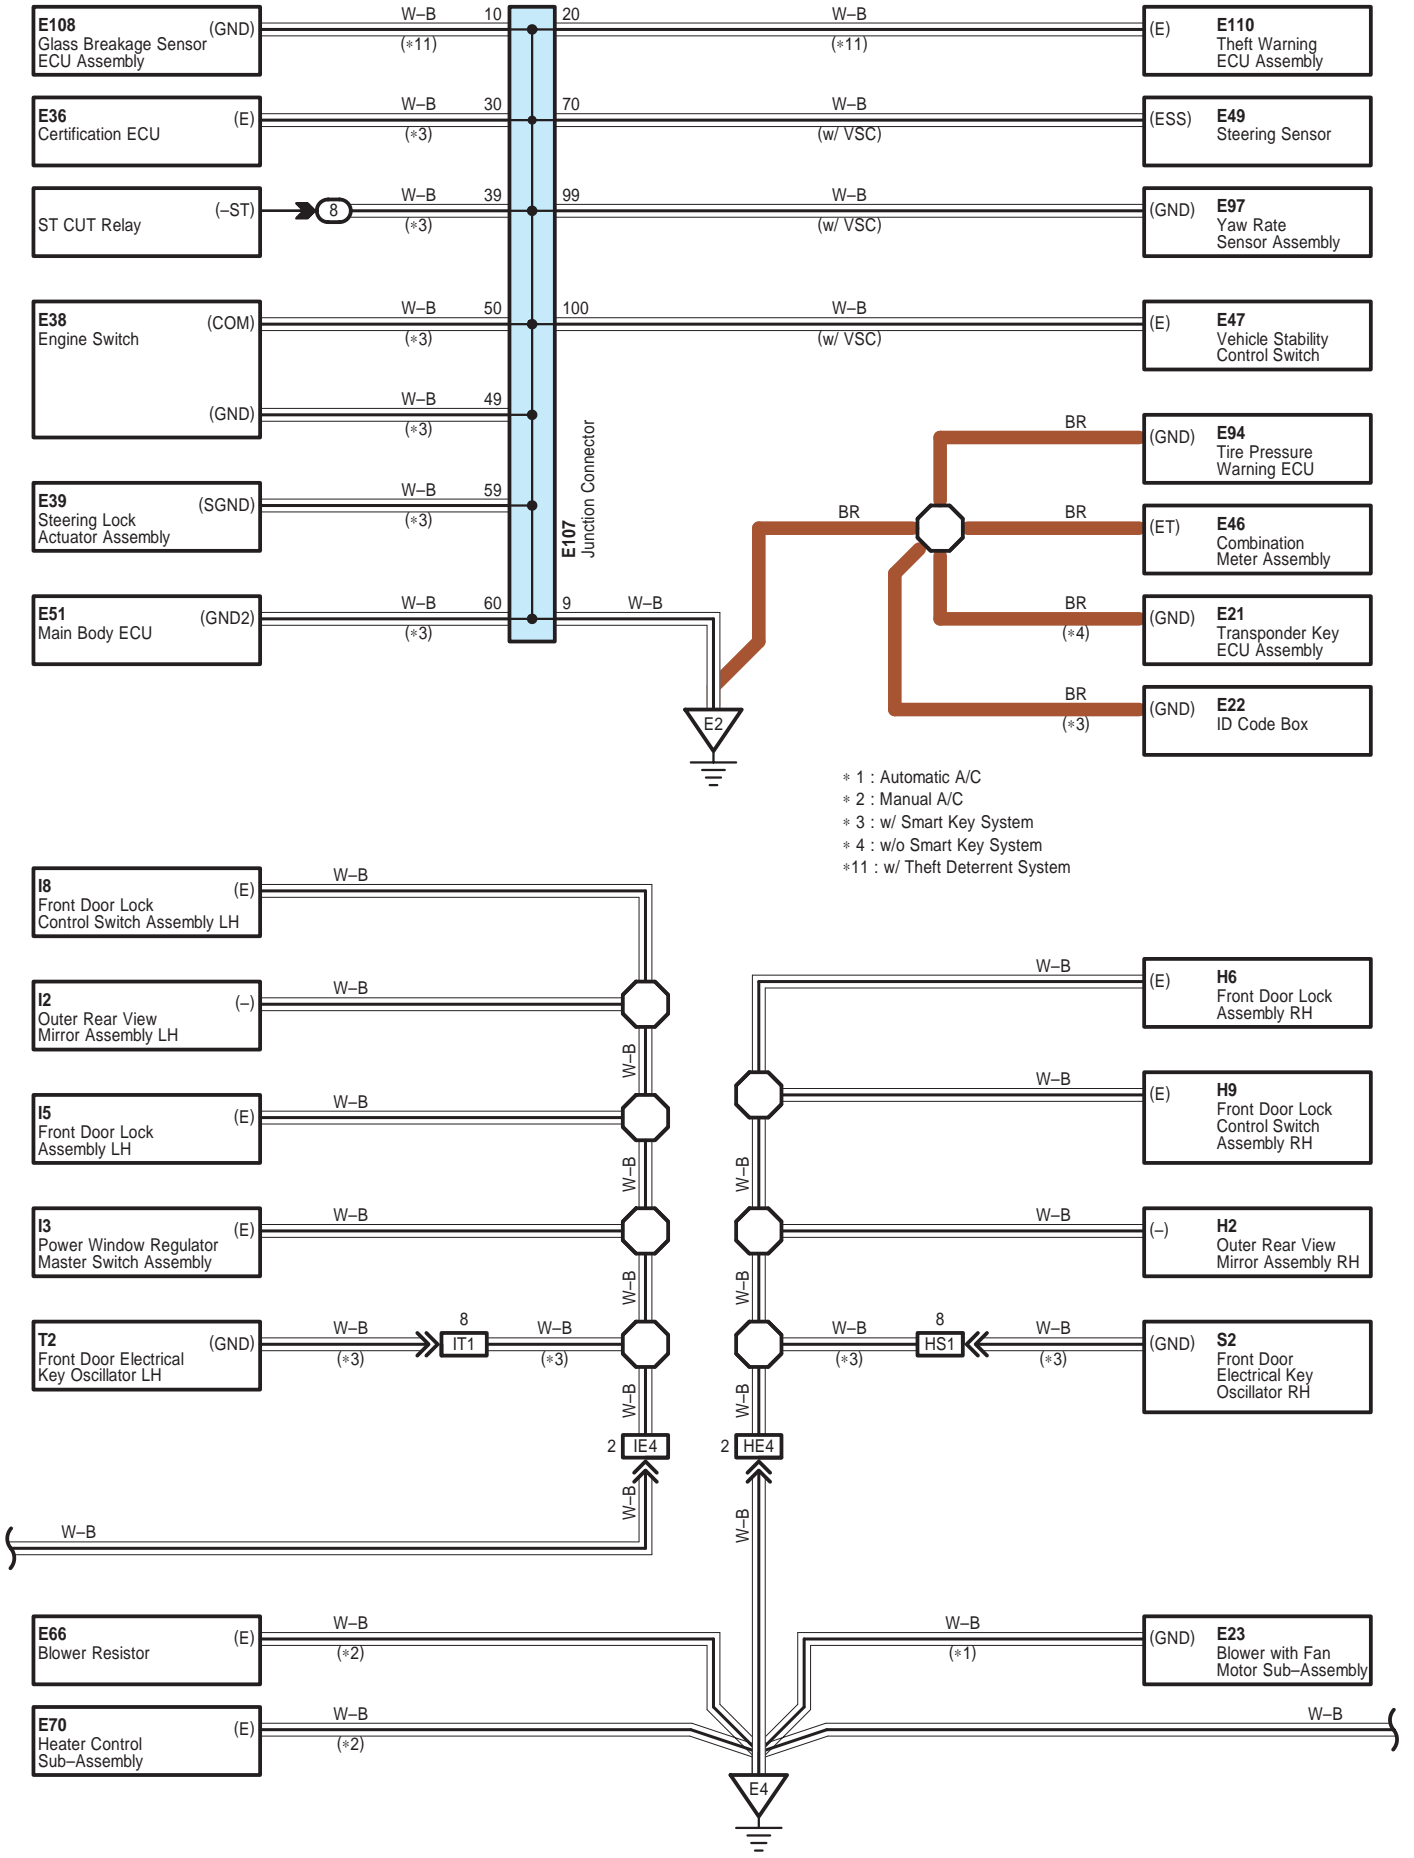 E108
(GND)
Glass Breakage Sensor
ECU Assembly
W–B
10
(∗11)
20
W–B
(∗11)
(E)
E110
Theft Warning
ECU Assembly
E36
(E)
Certification ECU
W–B
30
(∗3)
70
W–B
(w/ VSC)
(ESS)
E49
Steering Sensor
ST CUT Relay
(–ST)
8
W–B
39
(∗3)
99
W–B
(w/ VSC)
(GND)
E97
Yaw Rate
Sensor Assembly
E38
(COM)
Engine Switch
W–B
50
(∗3)
100
W–B
(w/ VSC)
(E)
E47
Vehicle Stability
Control Switch
(GND)
W–B
49
(∗3)
E39
(SGND)
Steering Lock
Actuator Assembly
W–B
59
(∗3)
E107
Junction Connector
E51
(GND2)
Main Body ECU
W–B
60
(∗3)
9
W–B
E2
BR
BR
(GND)
E94
Tire Pressure
Warning ECU
BR
(ET)
E46
Combination
Meter Assembly
BR
(∗4)
(GND)
E21
Transponder Key
ECU Assembly
BR
(∗3)
(GND)
E22
ID Code Box
∗ 1 : Automatic A/C
∗ 2 : Manual A/C
∗ 3 : w/ Smart Key System
∗ 4 : w/o Smart Key System
∗11 : w/ Theft Deterrent System
I8
(E)
Front Door Lock
Control Switch Assembly LH
W–B
I2
(–)
Outer Rear View
Mirror Assembly LH
W–B
W–B
I5
(E)
Front Door Lock
Assembly LH
W–B
W–B
I3
(E)
Power Window Regulator
Master Switch Assembly
W–B
W–B
T2
(GND)
Front Door Electrical
Key Oscillator LH
W–B
(∗3)
8
IT1
W–B
(∗3)
W–B
2
IE4
W–B
W–B
W–B
(E)
H6
Front Door Lock
Assembly RH
W–B
(E)
H9
Front Door Lock
Control Switch
Assembly RH
W–B
W–B
(–)
H2
Outer Rear View
Mirror Assembly RH
W–B
W–B
(∗3)
8
HS1
W–B
(∗3)
(GND)
S2
Front Door
Electrical Key
Oscillator RH
W–B
2
HE4
W–B
E66
(E)
Blower Resistor
W–B
(∗2)
W–B
(∗1)
(GND)
E23
Blower with Fan
Motor Sub–Assembly
E70
(E)
Heater Control
Sub–Assembly
W–B
(∗2)
W–B
E4